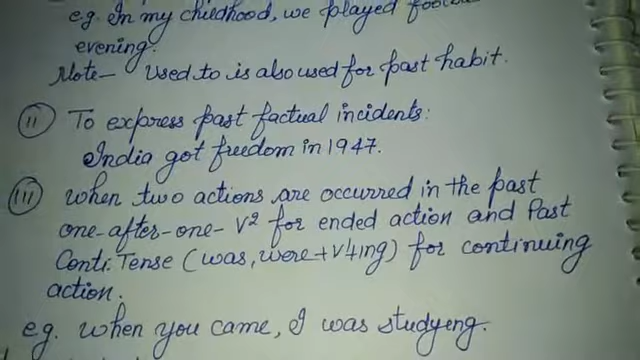 e.g. In my childhood, we played
evening.
Note- Used to is also used for past habit.
(ii) To express past factual incidents:
India got freedom in 1947.
(iii) When two actions are occurred in the past
one-after-one- V² for ended action and Past
Conti. Tense (was, were+V4ing) for continuing
action.
e.g. When you came, I was studyeng.